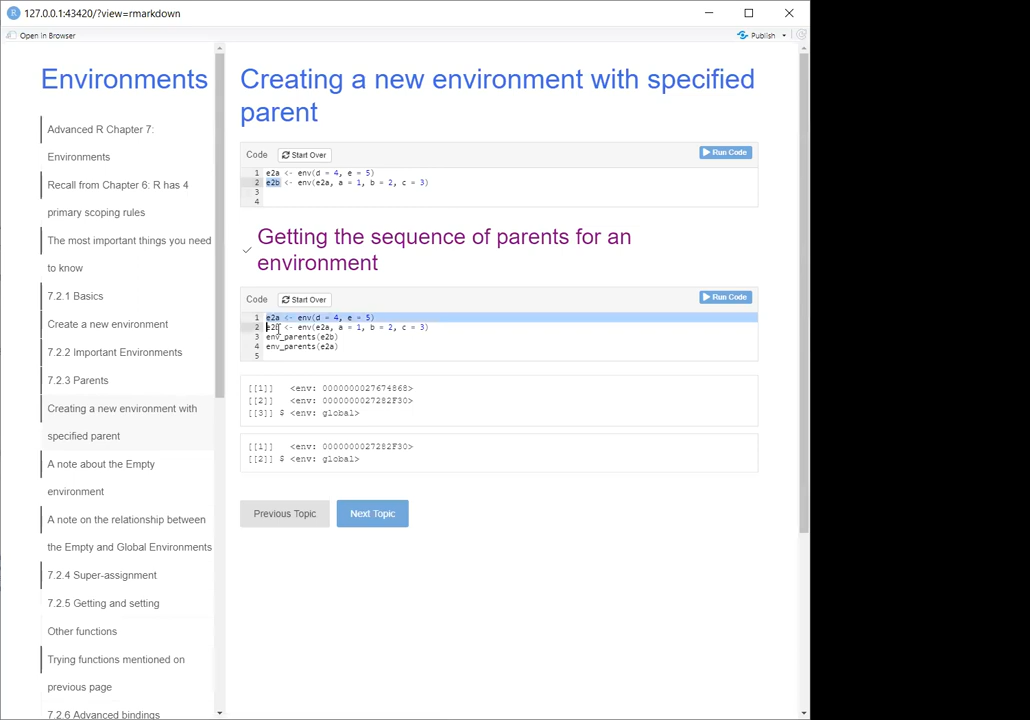 127.0.0.1:43420/?view=rmarkdown
Open in Browser
Publish
Environments
Advanced R Chapter 7:
Environments
Recall from Chapter 6: R has 4
primary scoping rules
The most important things you need
to know
7.2.1 Basics
Create a new environment
7.2.2 Important Environments
7.2.3 Parents
Creating a new environment with
specified parent
A note about the Empty
environment
A note on the relationship between
the Empty and Global Environments
7.2.4 Super-assignment
7.2.5 Getting and setting
Other functions
Trying functions mentioned on
previous page
7.2.6 Advanced bindings
Creating a new environment with specified
parent
Code Start Over Run Code
1 e2a <- env(d = 4, e = 5)
2 e2b <- env(e2a, a = 1, b = 2, c = 3)
3
4
Getting the sequence of parents for an
environment
Code Start Over Run Code
1 e2a <- env(d = 4, e = 5)
2 e2b <- env(e2a, a = 1, b = 2, c = 3)
3 env_parents(e2b)
4 env_parents(e2a)
5
[[1]]   <env: 0000000027674868>
[[2]]   <env: 0000000027282F30>
[[3]] $ <env: global>
[[1]]   <env: 0000000027282F30>
[[2]] $ <env: global>
Previous Topic Next Topic